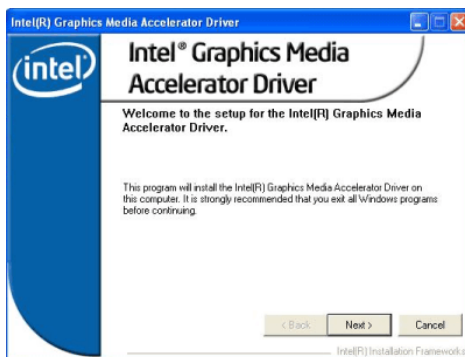 Intel(R) Graphics Media Accelerator Driver
intel®
Intel® Graphics Media
Accelerator Driver
Welcome to the setup for the Intel(R) Graphics Media
Accelerator Driver.
This program will install the Intel(R) Graphics Media Accelerator Driver on
this computer. It is strongly recommended that you exit all Windows programs
before continuing.
< Back Next > Cancel
Intel(R) Installation Frameworks